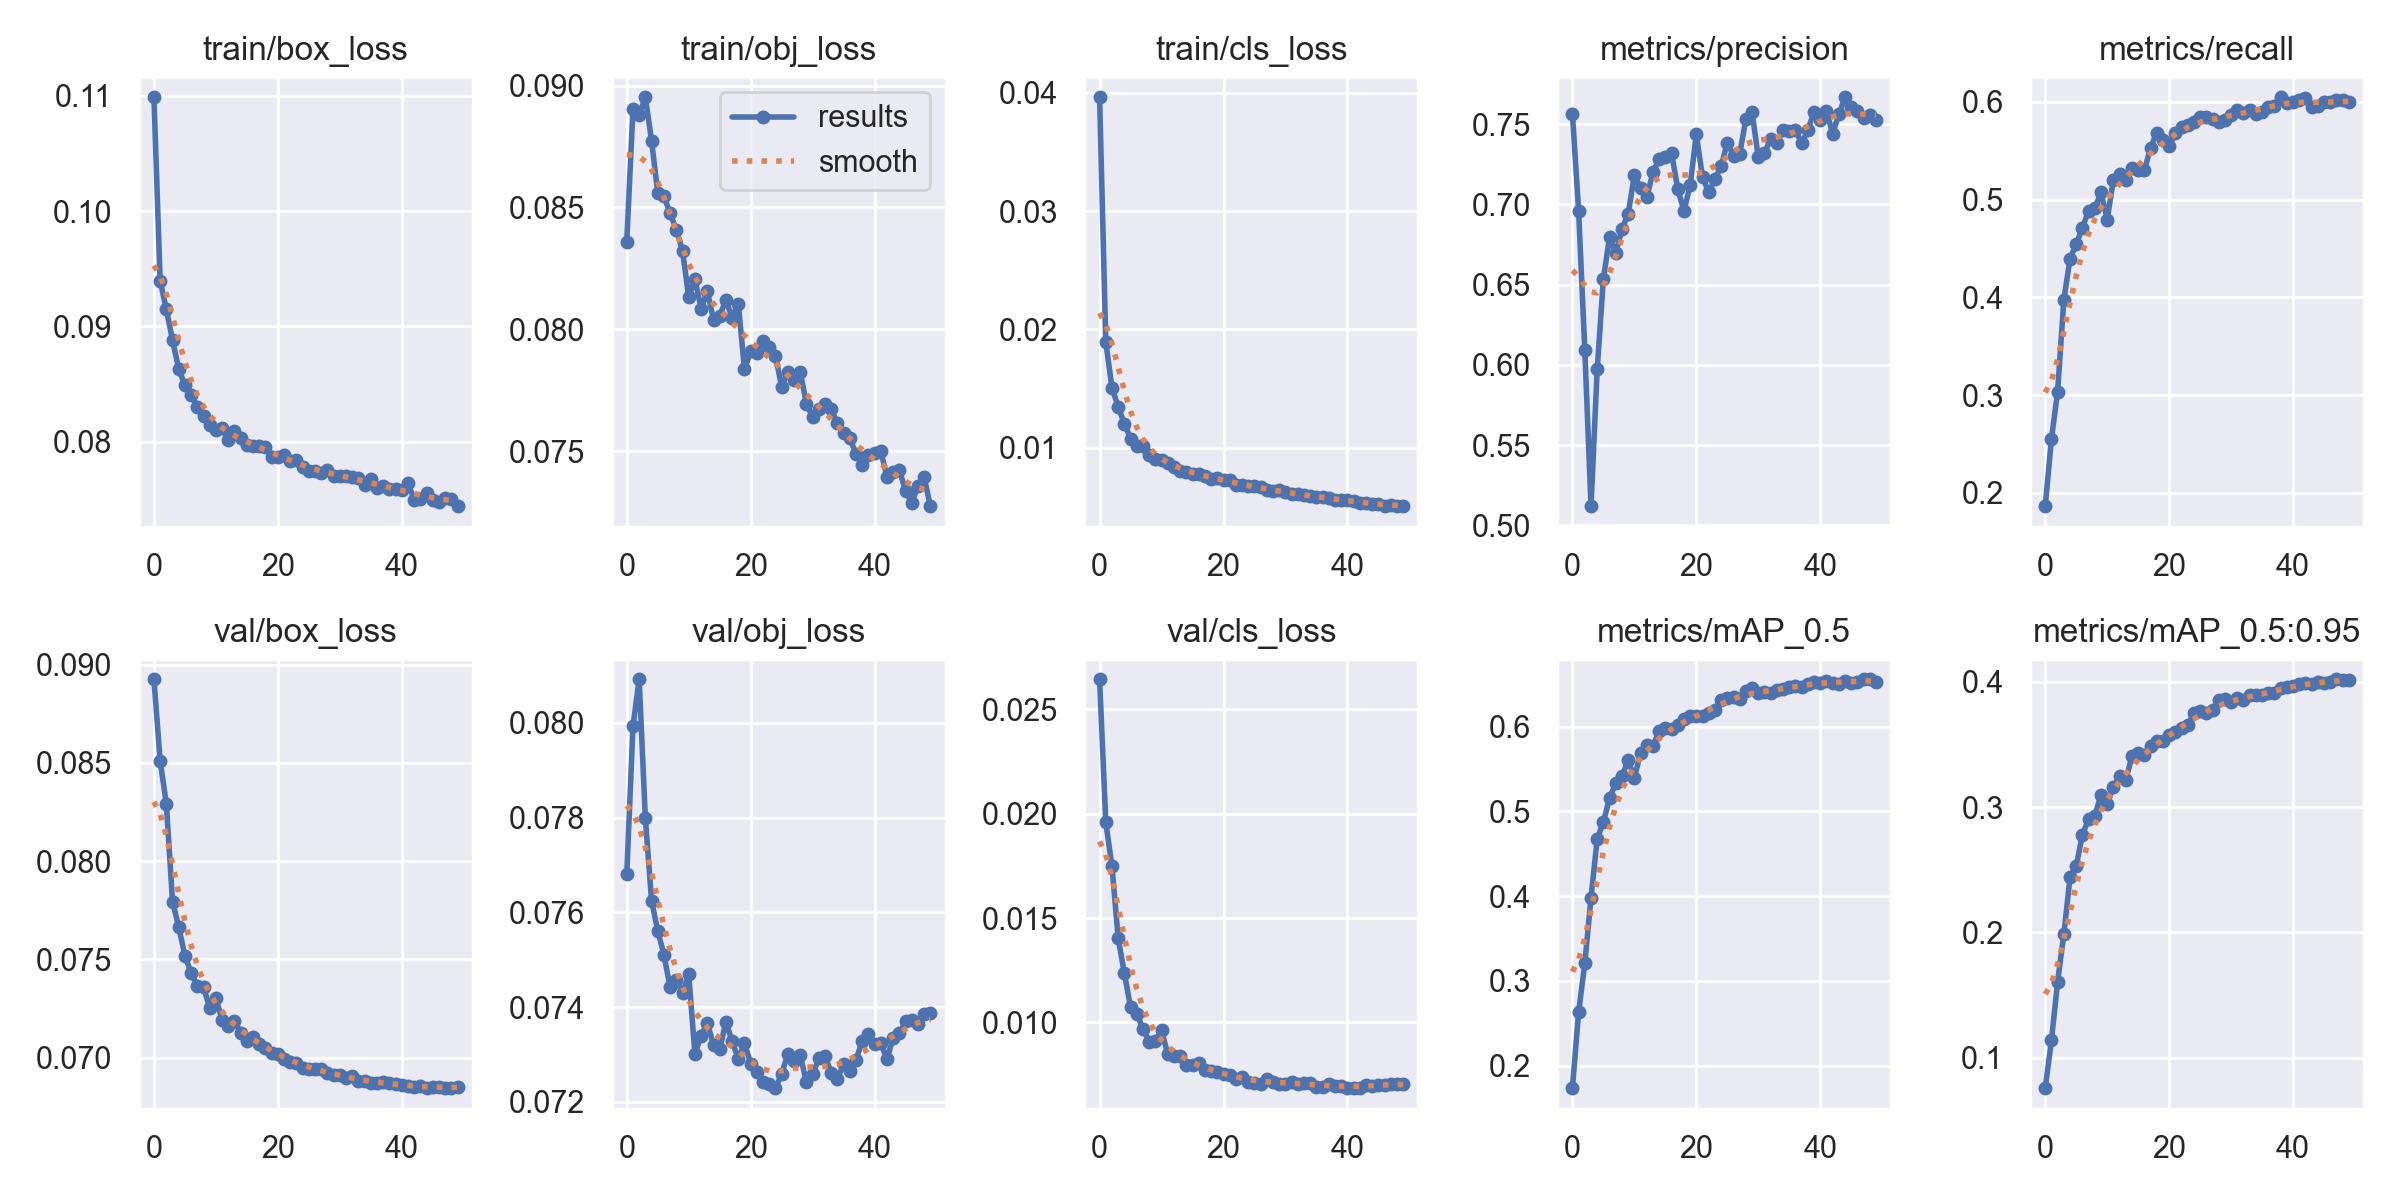 train/box_loss
0.11
0.10
0.09
0.08
0 20 40
train/obj_loss
results
smooth
0.090
0.085
0.080
0.075
0 20 40
train/cls_loss
0.04
0.03
0.02
0.01
0 20 40
metrics/precision
0.75
0.70
0.65
0.60
0.55
0.50
0 20 40
metrics/recall
0.6
0.5
0.4
0.3
0.2
0 20 40
val/box_loss
0.090
0.085
0.080
0.075
0.070
0 20 40
val/obj_loss
0.080
0.078
0.076
0.074
0.072
0 20 40
val/cls_loss
0.025
0.020
0.015
0.010
0 20 40
metrics/mAP_0.5
0.6
0.5
0.4
0.3
0.2
0 20 40
metrics/mAP_0.5:0.95
0.4
0.3
0.2
0.1
0 20 40